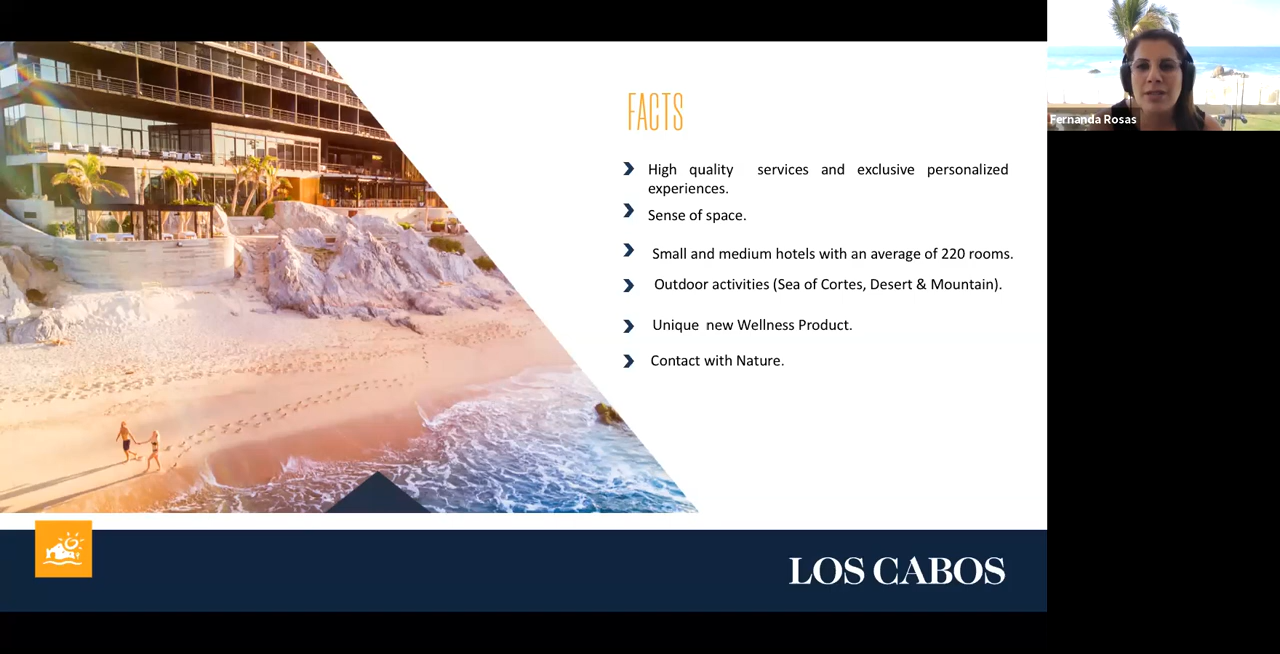 FACTS
High quality services and exclusive personalized
experiences.
Sense of space.
Small and medium hotels with an average of 220 rooms.
Outdoor activities (Sea of Cortes, Desert & Mountain).
Unique new Wellness Product.
Contact with Nature.
LOS CABOS
Fernanda Rosas